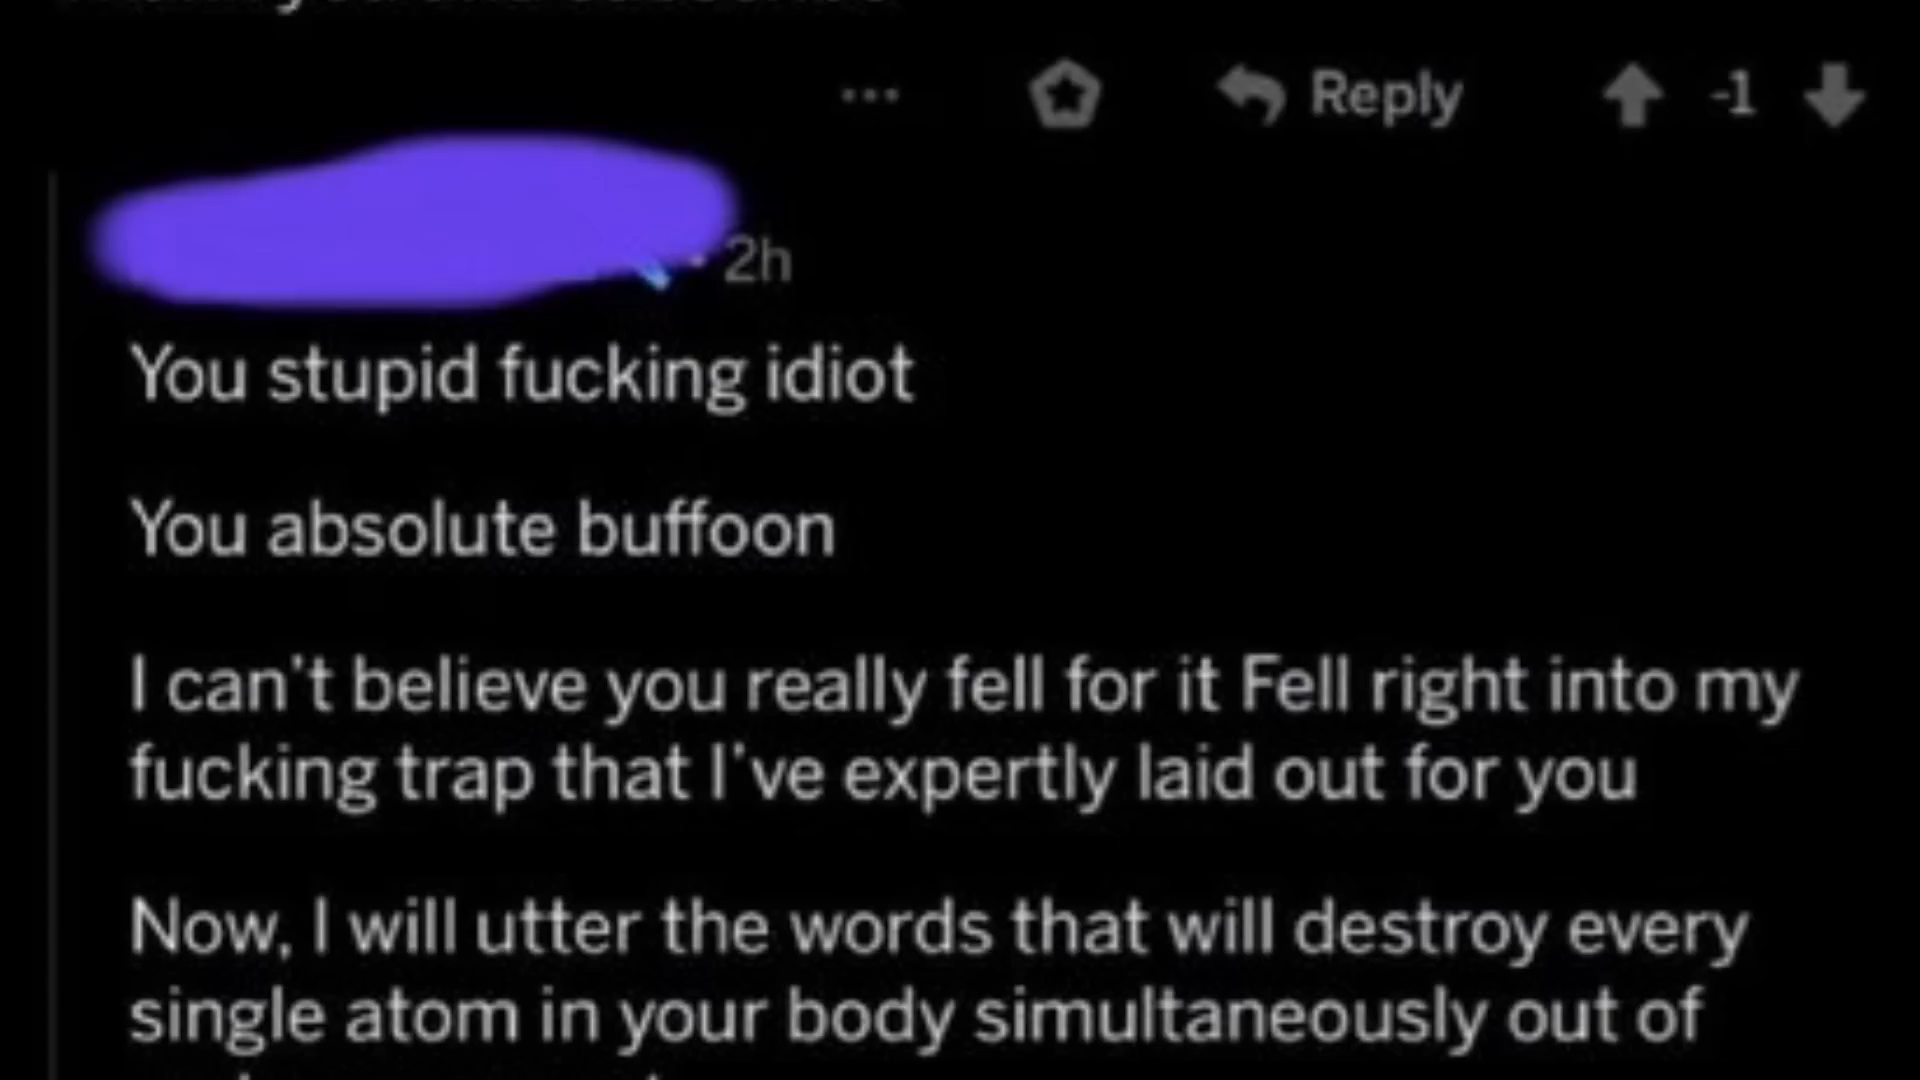 ... Reply -1
2h
You stupid fucking idiot
You absolute buffoon
I can't believe you really fell for it Fell right into my
fucking trap that I've expertly laid out for you
Now, I will utter the words that will destroy every
single atom in your body simultaneously out of